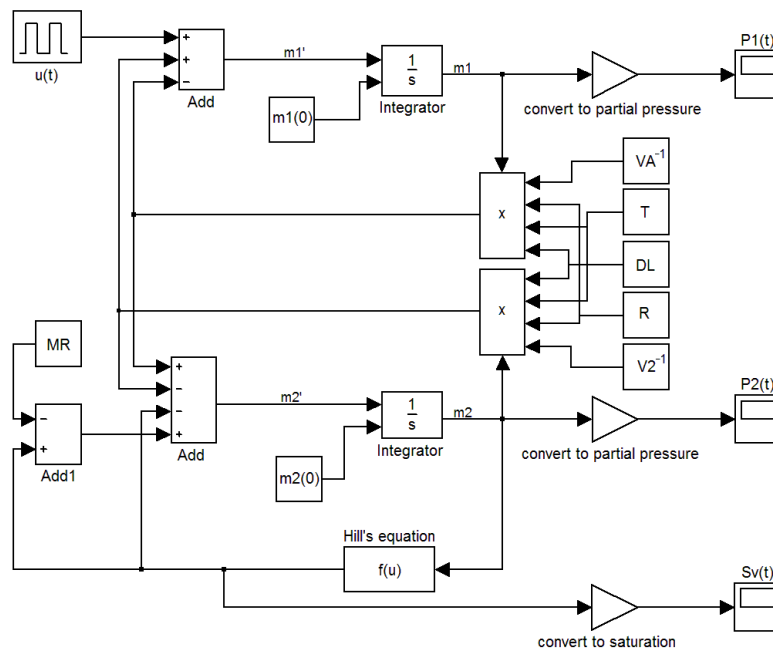 P1(t)
+
+
−
u(t)
Add
m1'
1
s
Integrator
m1
convert to partial pressure
m1(0)
VA⁻¹
x
T
DL
x
R
MR
V2⁻¹
P2(t)
+
−
−
+
m2'
1
s
m2
−
+
Add
Integrator
convert to partial pressure
Add1
m2(0)
Hill's equation
f(u)
Sv(t)
convert to saturation